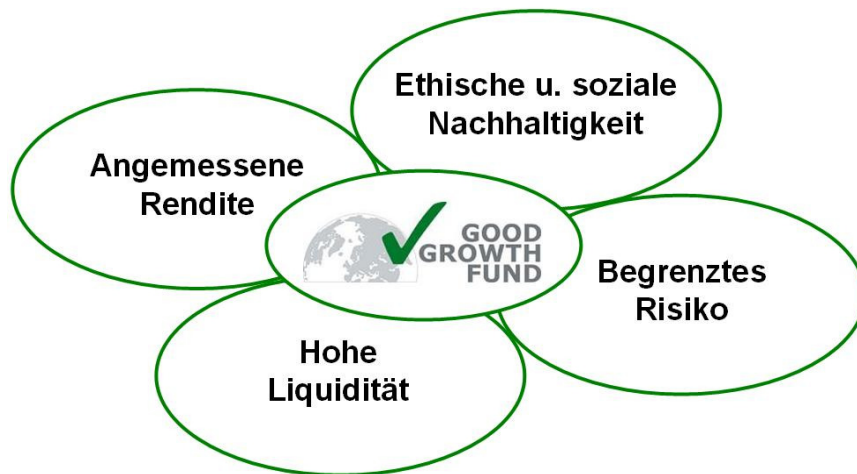 Ethische u. soziale
Nachhaltigkeit
Angemessene
Rendite
GOOD
GROWTH
FUND
Begrenztes
Risiko
Hohe
Liquidität